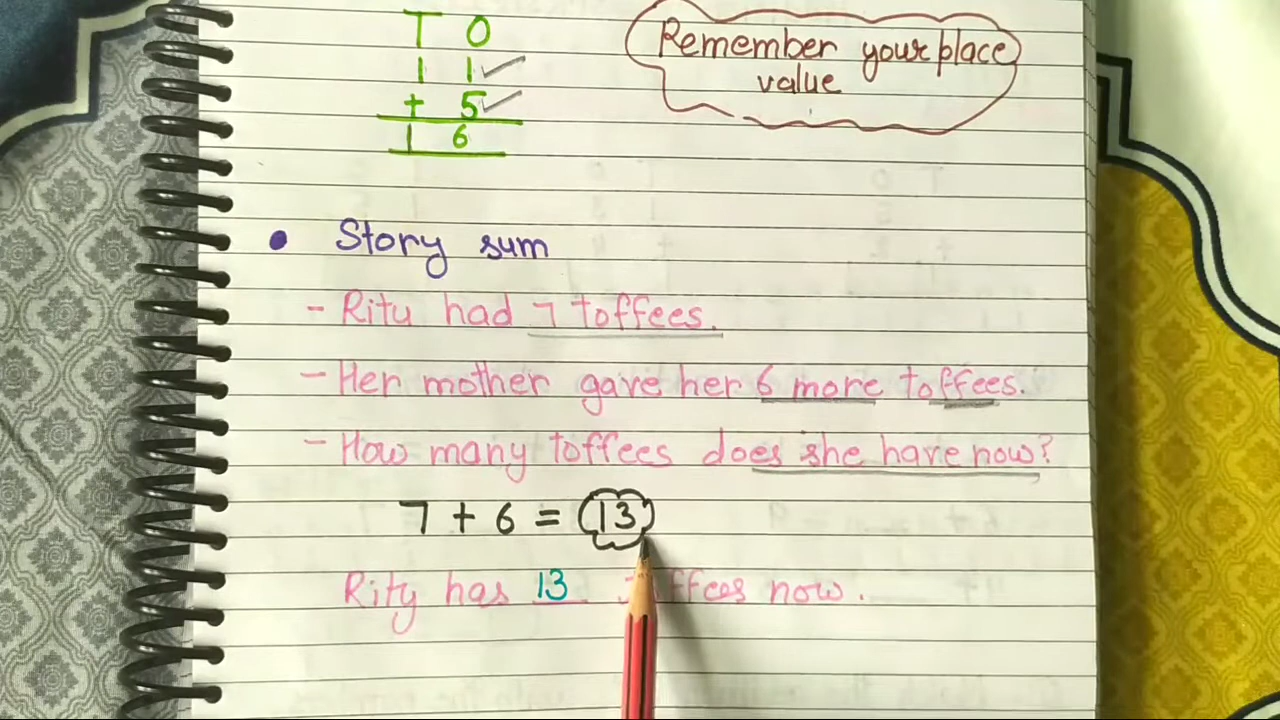 T O
1 1
+ 5
1 6
Remember your place
value
• Story sum
- Ritu had 7 toffees.
- Her mother gave her 6 more toffees.
- How many toffees does she have now?
7 + 6 = 13
Rity has 13 ffees now.